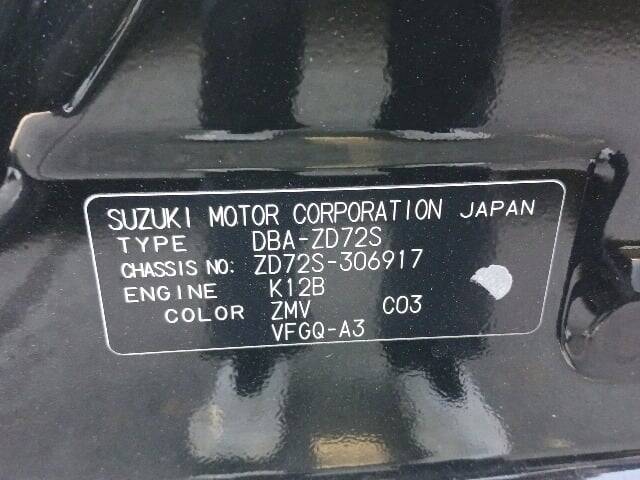 SUZUKI MOTOR CORPORATION JAPAN
TYPE DBA-ZD72S
CHASSIS NO: ZD72S-306917
ENGINE K12B
COLOR ZMV C03
VFGQ-A3